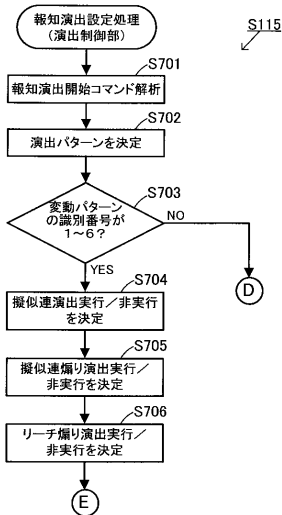 報知演出設定処理
(演出制御部)
S115
S701
報知演出開始コマンド解析
S702
演出パターンを決定
S703
変動パターン
の識別番号が
1~6?
NO
YES
D
S704
擬似連演出実行/非実行
を決定
S705
擬似連煽り演出実行/
非実行を決定
S706
リーチ煽り演出実行/
非実行を決定
E